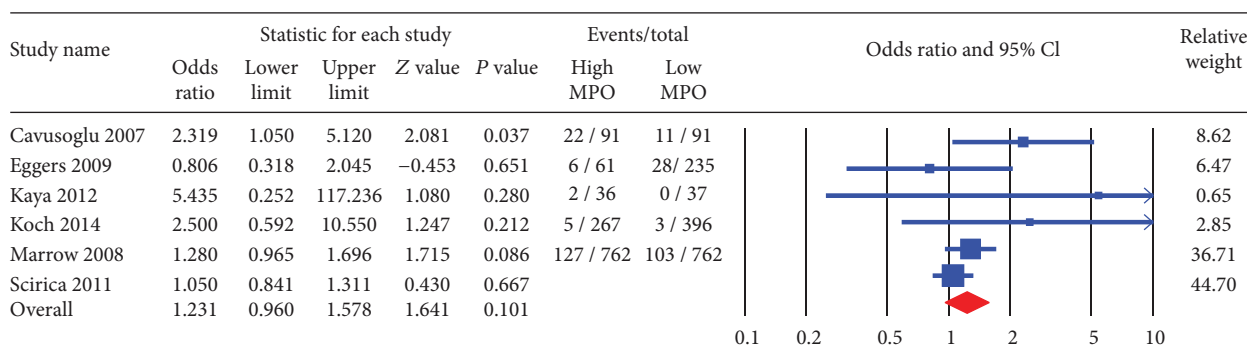 Study name Statistic for each study Events/total Odds ratio and 95% Cl Relative weight
Odds ratio Lower limit Upper limit Z value P value High MPO Low MPO
Cavusoglu 2007 2.319 1.050 5.120 2.081 0.037 22 / 91 11 / 91 8.62
Eggers 2009 0.806 0.318 2.045 −0.453 0.651 6 / 61 28/ 235 6.47
Kaya 2012 5.435 0.252 117.236 1.080 0.280 2 / 36 0 / 37 0.65
Koch 2014 2.500 0.592 10.550 1.247 0.212 5 / 267 3 / 396 2.85
Marrow 2008 1.280 0.965 1.696 1.715 0.086 127 / 762 103 / 762 36.71
Scirica 2011 1.050 0.841 1.311 0.430 0.667 44.70
Overall 1.231 0.960 1.578 1.641 0.101
0.1 0.2 0.5 1 2 5 10